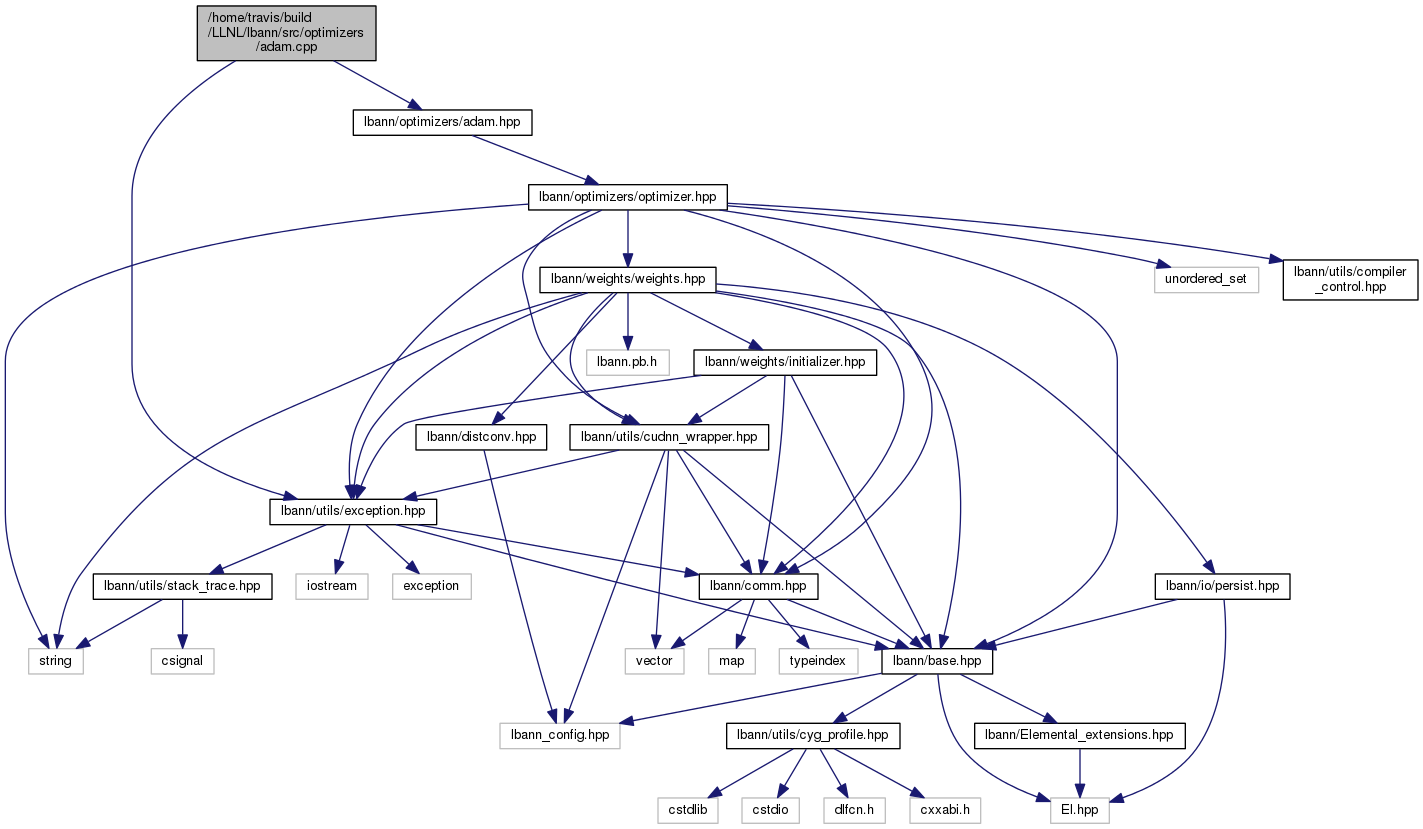 /home/travis/build
/LLNL/lbann/src/optimizers
/adam.cpp
lbann/optimizers/adam.hpp
lbann/optimizers/optimizer.hpp
lbann/weights/weights.hpp
unordered_set
lbann/utils/compiler
_control.hpp
lbann.pb.h
lbann/weights/initializer.hpp
lbann/distconv.hpp
lbann/utils/cudnn_wrapper.hpp
lbann/utils/exception.hpp
lbann/utils/stack_trace.hpp
iostream
exception
lbann/comm.hpp
lbann/io/persist.hpp
string
csignal
vector
map
typeindex
lbann/base.hpp
lbann_config.hpp
lbann/utils/cyg_profile.hpp
lbann/Elemental_extensions.hpp
cstdlib
cstdio
dlfcn.h
cxxabi.h
El.hpp